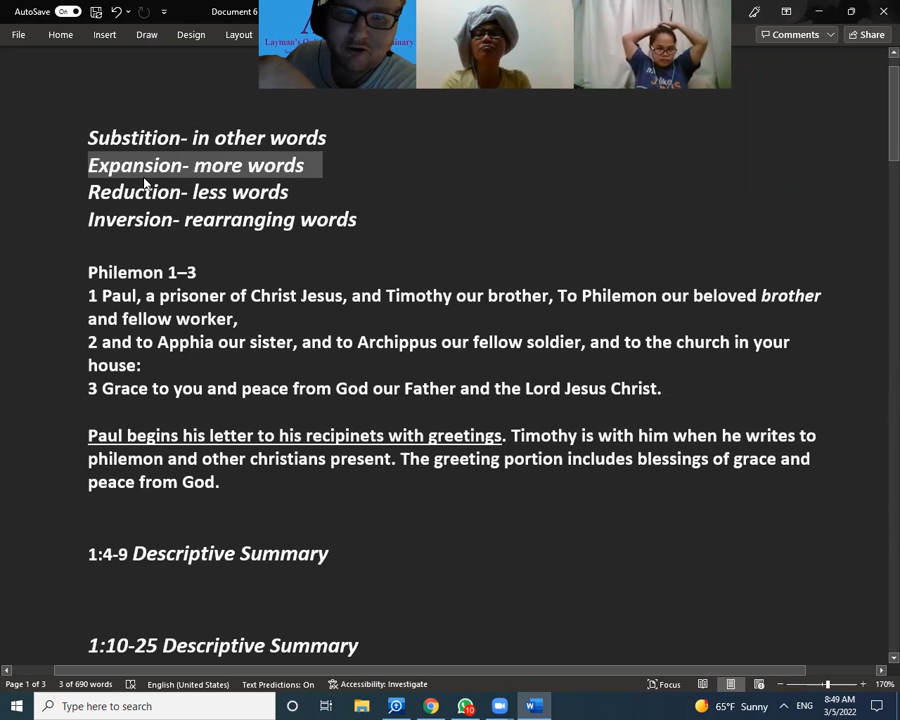 AutoSave On Document 6
File Home Insert Draw Design Layout Comments Share
Layman's
Substition- in other words
Expansion- more words
Reduction- less words
Inversion- rearranging words
Philemon 1–3
1 Paul, a prisoner of Christ Jesus, and Timothy our brother, To Philemon our beloved brother
and fellow worker,
2 and to Apphia our sister, and to Archippus our fellow soldier, and to the church in your
house:
3 Grace to you and peace from God our Father and the Lord Jesus Christ.
Paul begins his letter to his recipinets with greetings. Timothy is with him when he writes to
philemon and other christians present. The greeting portion includes blessings of grace and
peace from God.
1:4-9 Descriptive Summary
1:10-25 Descriptive Summary
Page 1 of 3 3 of 690 words English (United States) Text Predictions: On Accessibility: Investigate Focus 170%
Type here to search 10 65°F Sunny ENG 8:49 AM
3/5/2022